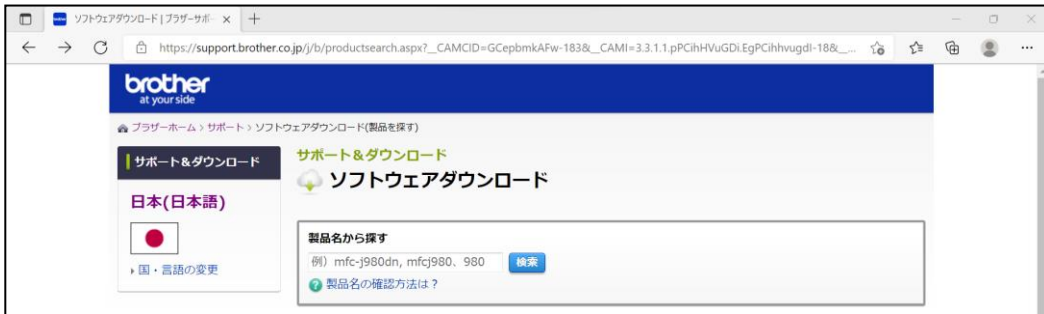 ソフトウェアダウンロード | ブラザーサポ
https://support.brother.co.jp/j/b/productsearch.aspx?_CAMCID=GCepbmkAFw-183&_CAMI=3.3.1.1.pPCihHVuGDi.EgPCihhvugdI-18&_...
brother
at your side
ブラザーホーム › サポート › ソフトウェアダウンロード(製品を探す)
サポート&ダウンロード
日本(日本語)
国・言語の変更
サポート&ダウンロード
ソフトウェアダウンロード
製品名から探す
例）mfc-j980dn, mfcj980、980
検索
製品名の確認方法は？